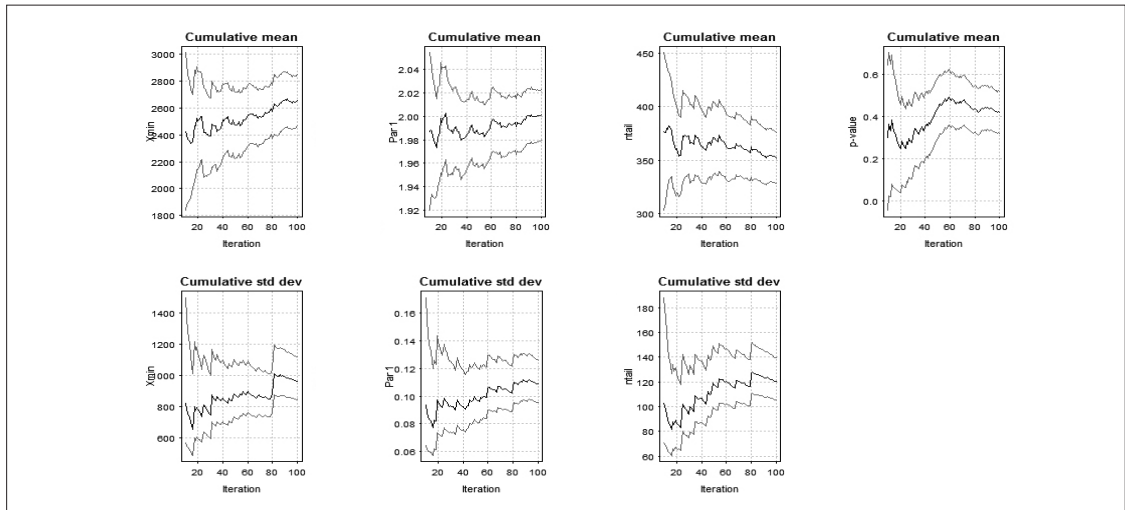 Cumulative mean
Xmin
3000
2800
2600
2400
2200
2000
1800
20 40 60 80 100
Iteration
Cumulative mean
Par 1
2.04
2.02
2.00
1.98
1.96
1.94
1.92
20 40 60 80 100
Iteration
Cumulative mean
ntail
450
400
350
300
20 40 60 80 100
Iteration
Cumulative mean
p-value
0.6
0.4
0.2
0.0
20 40 60 80 100
Iteration
Cumulative std dev
Xmin
1400
1200
1000
800
600
20 40 60 80 100
Iteration
Cumulative std dev
Par 1
0.16
0.14
0.12
0.10
0.08
0.06
20 40 60 80 100
Iteration
Cumulative std dev
ntail
180
160
140
120
100
80
60
20 40 60 80 100
Iteration